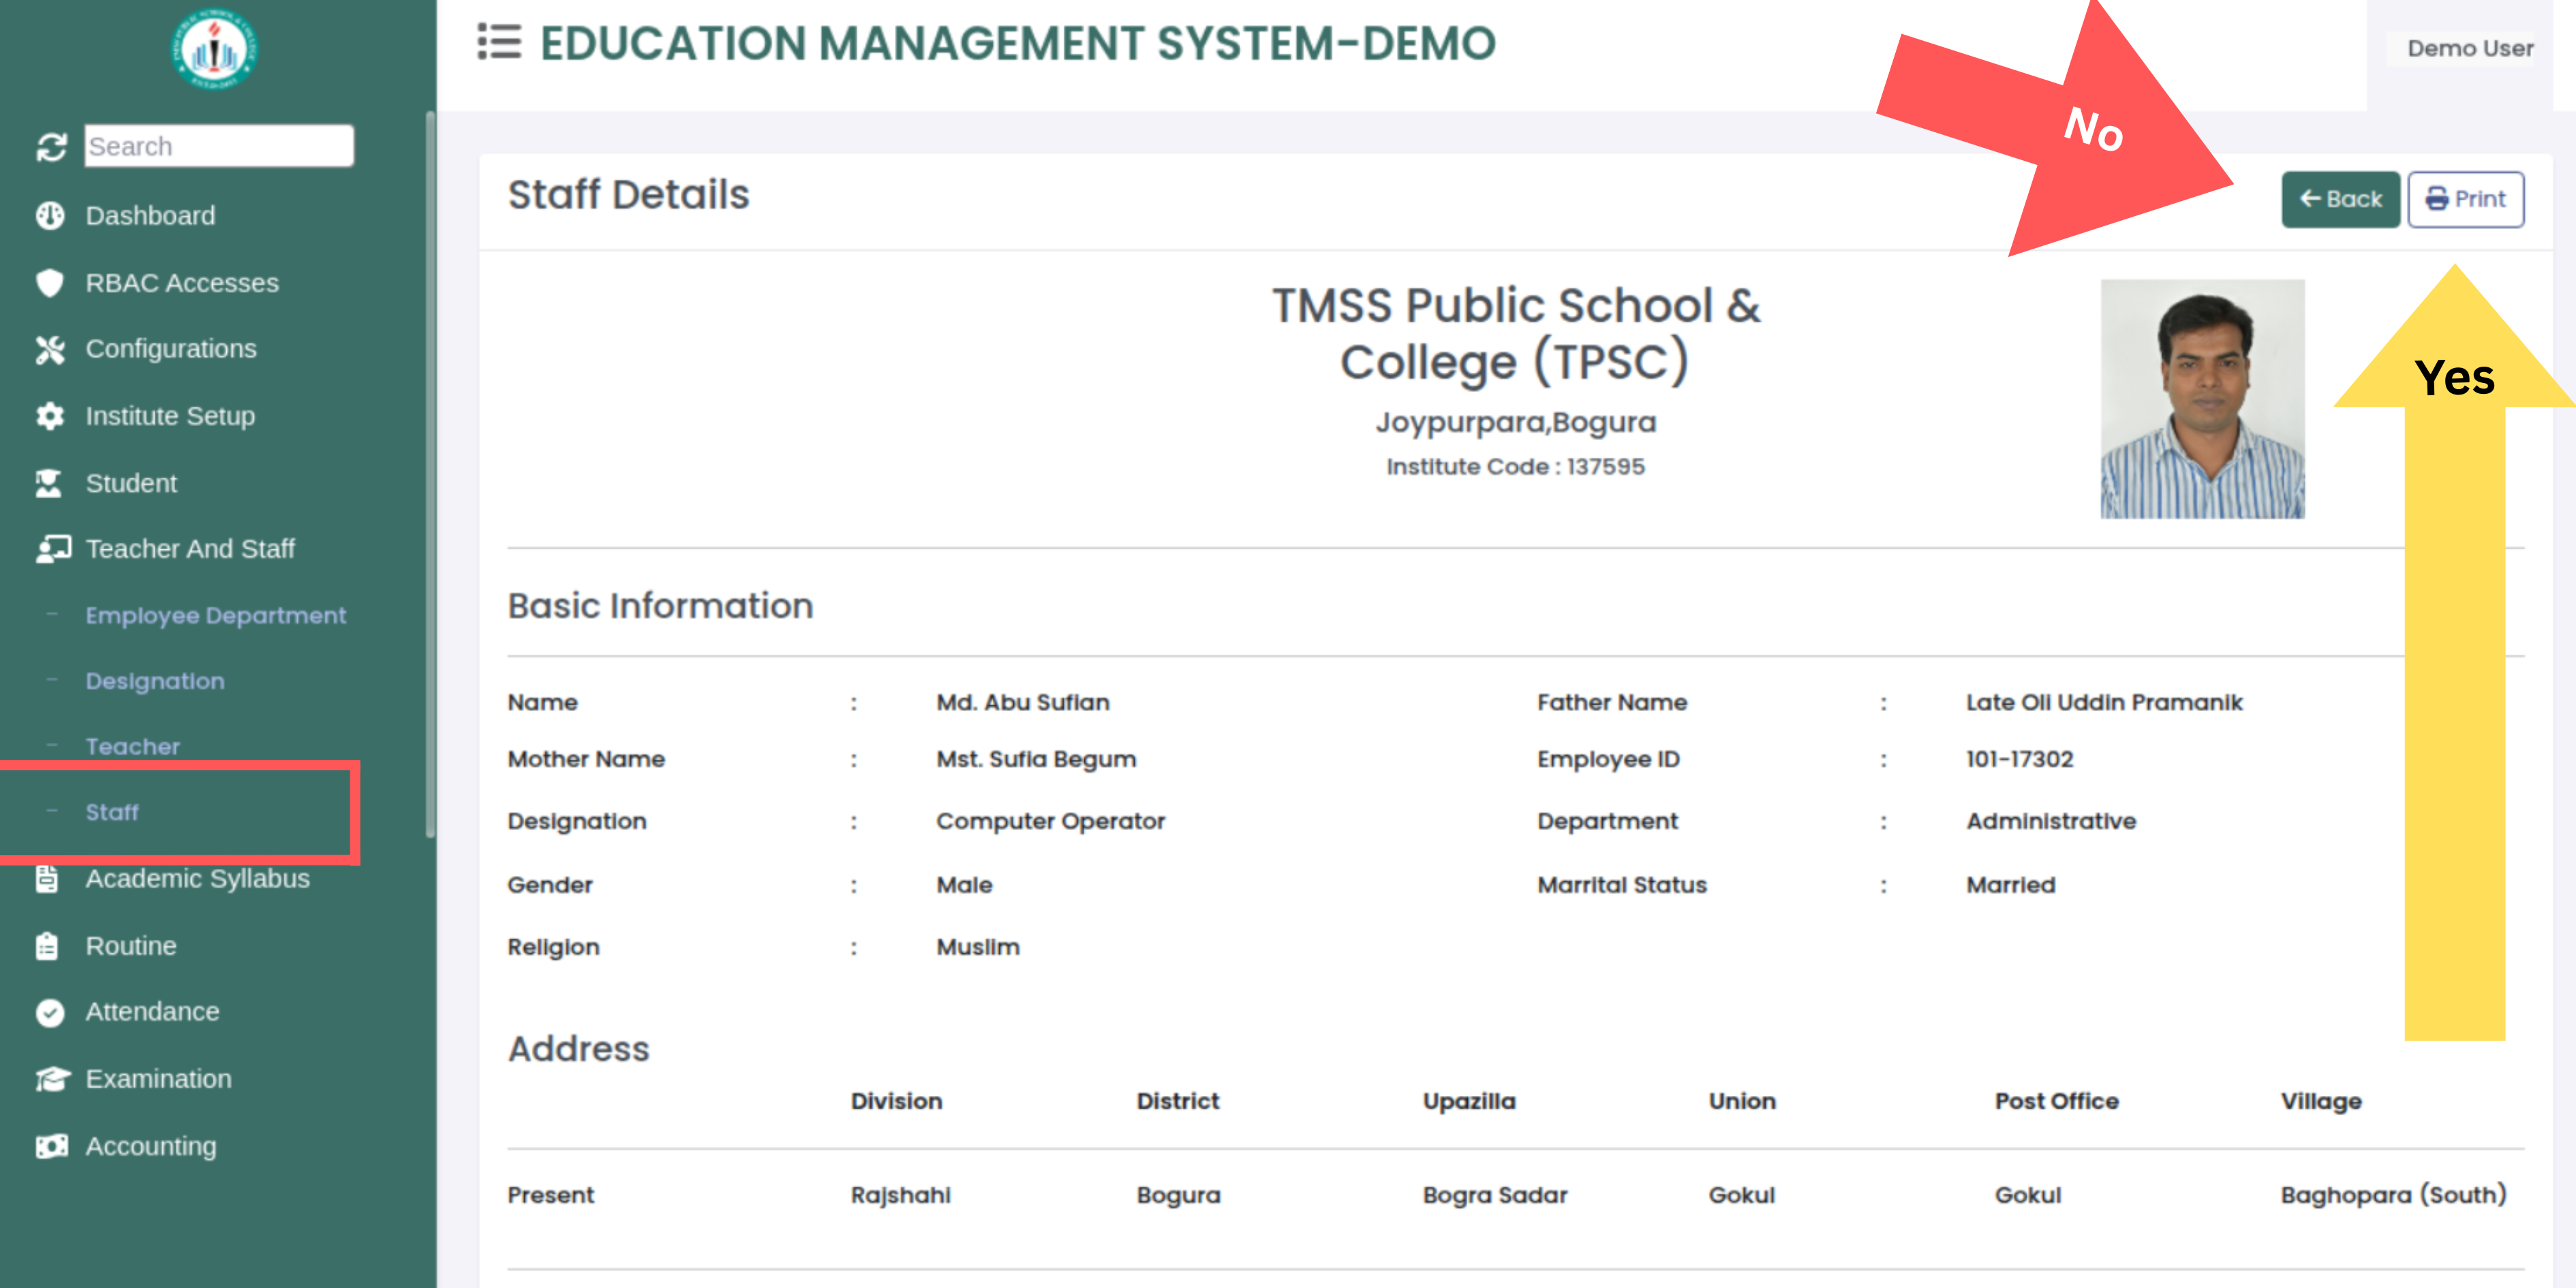 EDUCATION MANAGEMENT SYSTEM-DEMO
Demo User
Search
Dashboard
RBAC Accesses
Configurations
Institute Setup
Student
Teacher And Staff
Employee Department
Designation
Teacher
Staff
Academic Syllabus
Routine
Attendance
Examination
Accounting
No
Staff Details
Back
Print
Yes
TMSS Public School &
College (TPSC)
Joypurpara,Bogura
Institute Code : 137595
Basic Information
Name : Md. Abu Sufian Father Name : Late Oli Uddin Pramanik
Mother Name : Mst. Sufia Begum Employee ID : 101-17302
Designation : Computer Operator Department : Administrative
Gender : Male Marrital Status : Married
Religion : Muslim
Address
Division District Upazilla Union Post Office Village
Present Rajshahi Bogura Bogra Sadar Gokul Gokul Baghopara (South)